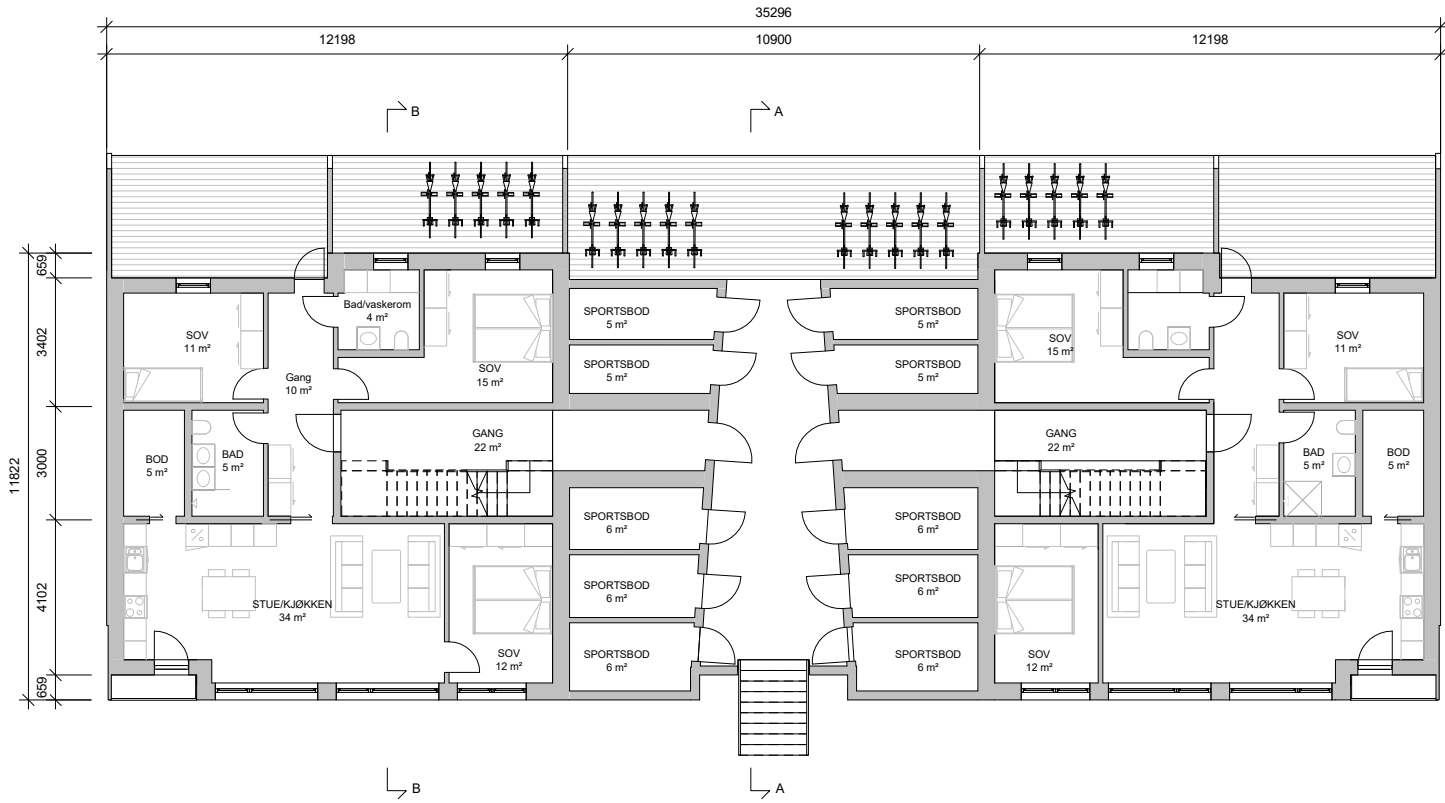 35296
12198
10900
12198
B
A
659
3402
3000
4102
659
11822
Bad/vaskerom
4 m²
SOV
11 m²
Gang
10 m²
SOV
15 m²
SPORTSBOD
5 m²
SPORTSBOD
5 m²
SPORTSBOD
5 m²
SPORTSBOD
5 m²
SOV
15 m²
SOV
11 m²
BOD
5 m²
BAD
5 m²
GANG
22 m²
GANG
22 m²
BAD
5 m²
BOD
5 m²
SPORTSBOD
6 m²
SPORTSBOD
6 m²
SPORTSBOD
6 m²
SPORTSBOD
6 m²
STUE/KJØKKEN
34 m²
STUE/KJØKKEN
34 m²
SOV
12 m²
SPORTSBOD
6 m²
SPORTSBOD
6 m²
SOV
12 m²
B
A